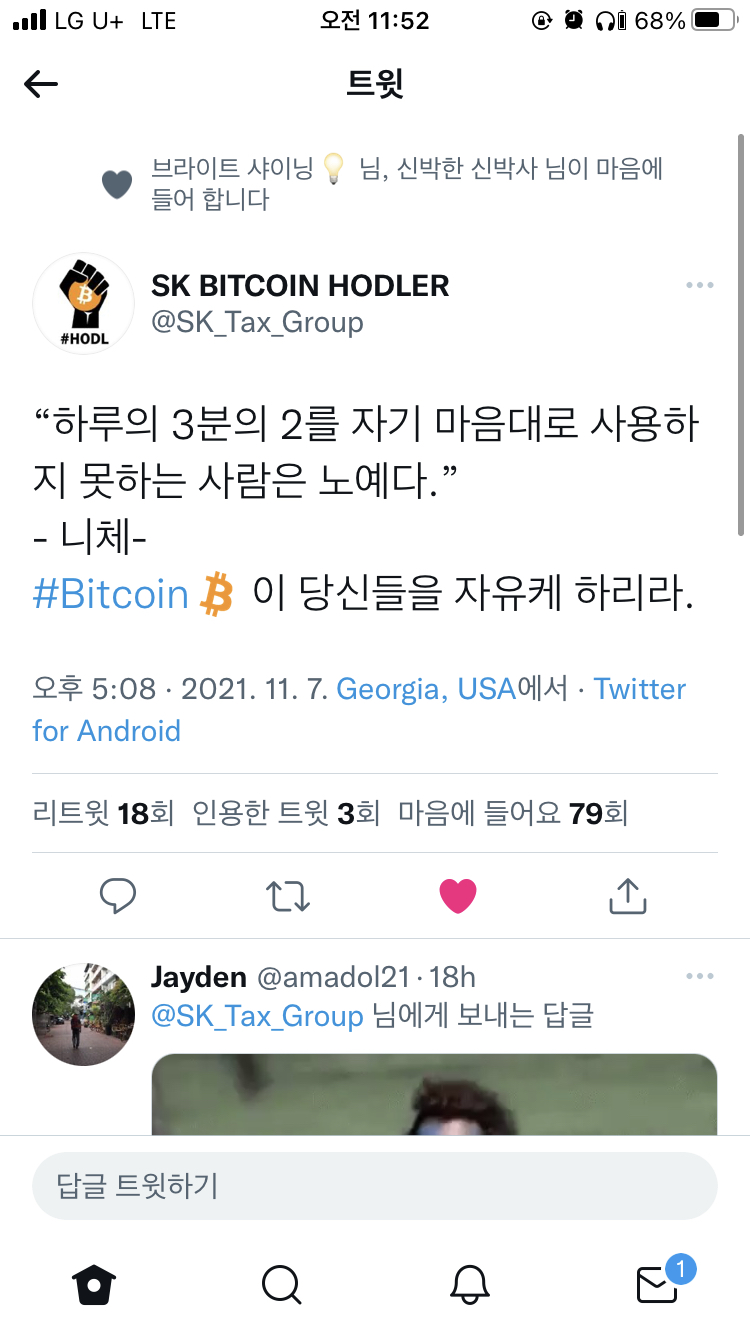 LG U+ LTE 오전 11:52 68%
트윗
브라이트 샤이닝💡 님, 신박한 신박사 님이 마음에
들어 합니다
SK BITCOIN HODLER
@SK_Tax_Group
#HODL
“하루의 3분의 2를 자기 마음대로 사용하
지 못하는 사람은 노예다.”
- 니체-
#Bitcoin 이 당신들을 자유케 하리라.
오후 5:08 · 2021. 11. 7. Georgia, USA에서 · Twitter
for Android
리트윗 18회 인용한 트윗 3회 마음에 들어요 79회
Jayden @amadol21 · 18h
@SK_Tax_Group 님에게 보내는 답글
답글 트윗하기
1